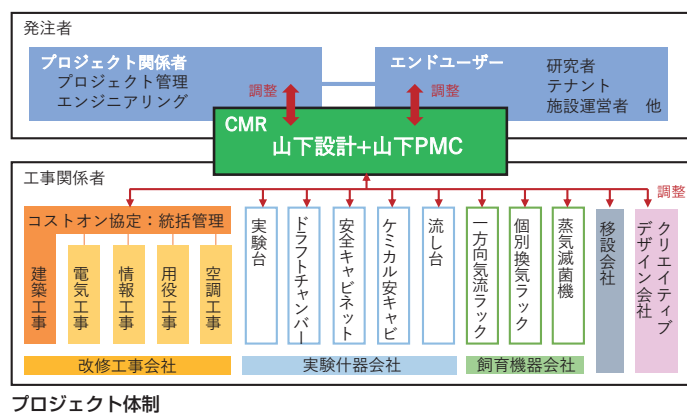 発注者
プロジェクト関係者
プロジェクト管理
エンジニアリング
エンドユーザー
研究者
テナント
施設運営者　他
調整
調整
CMR
山下設計+山下PMC
工事関係者
調整
コストオン協定：統括管理
建築工事
電気工事
情報工事
用役工事
空調工事
実験台
ドラフトチャンバー
安全キャビネット
ケミカル安キャビ
流し台
一方向気流ラック
個別換気ラック
蒸気滅菌機
移設会社
クリエイティブ
デザイン会社
改修工事会社
実験什器会社
飼育機器会社
プロジェクト体制